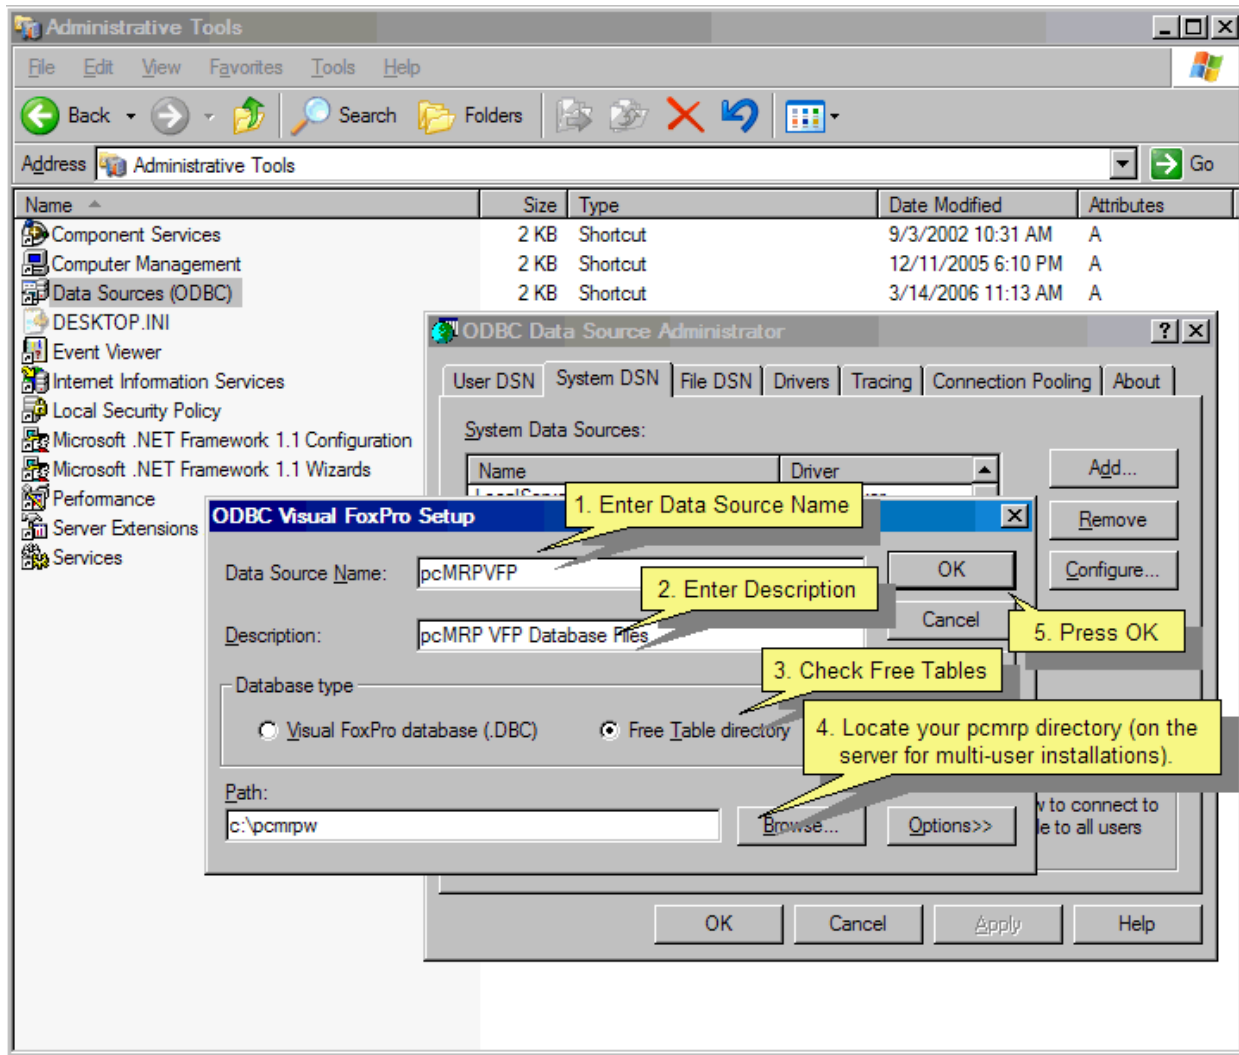 Administrative Tools
File Edit View Favorites Tools Help
Back Search Folders
Address Administrative Tools Go
Name Size Type Date Modified Attributes
Component Services 2 KB Shortcut 9/3/2002 10:31 AM A
Computer Management 2 KB Shortcut 12/11/2005 6:10 PM A
Data Sources (ODBC) 2 KB Shortcut 3/14/2006 11:13 AM A
DESKTOP.INI
Event Viewer
Internet Information Services
Local Security Policy
Microsoft .NET Framework 1.1 Configuration
Microsoft .NET Framework 1.1 Wizards
Performance
Server Extensions
Services
ODBC Data Source Administrator
User DSN System DSN File DSN Drivers Tracing Connection Pooling About
System Data Sources:
Name Driver
Add...
Remove
Configure...
ODBC Visual FoxPro Setup
1. Enter Data Source Name
Data Source Name: pcMRPVFP
OK
2. Enter Description
Cancel
Description: pcMRP VFP Database Files
5. Press OK
3. Check Free Tables
Database type
Visual FoxPro database (.DBC) Free Table directory
4. Locate your pcmrp directory (on the
server for multi-user installations).
Path:
c:\pcmrpw
Browse... Options>>
to connect to
to all users
OK Cancel Apply Help